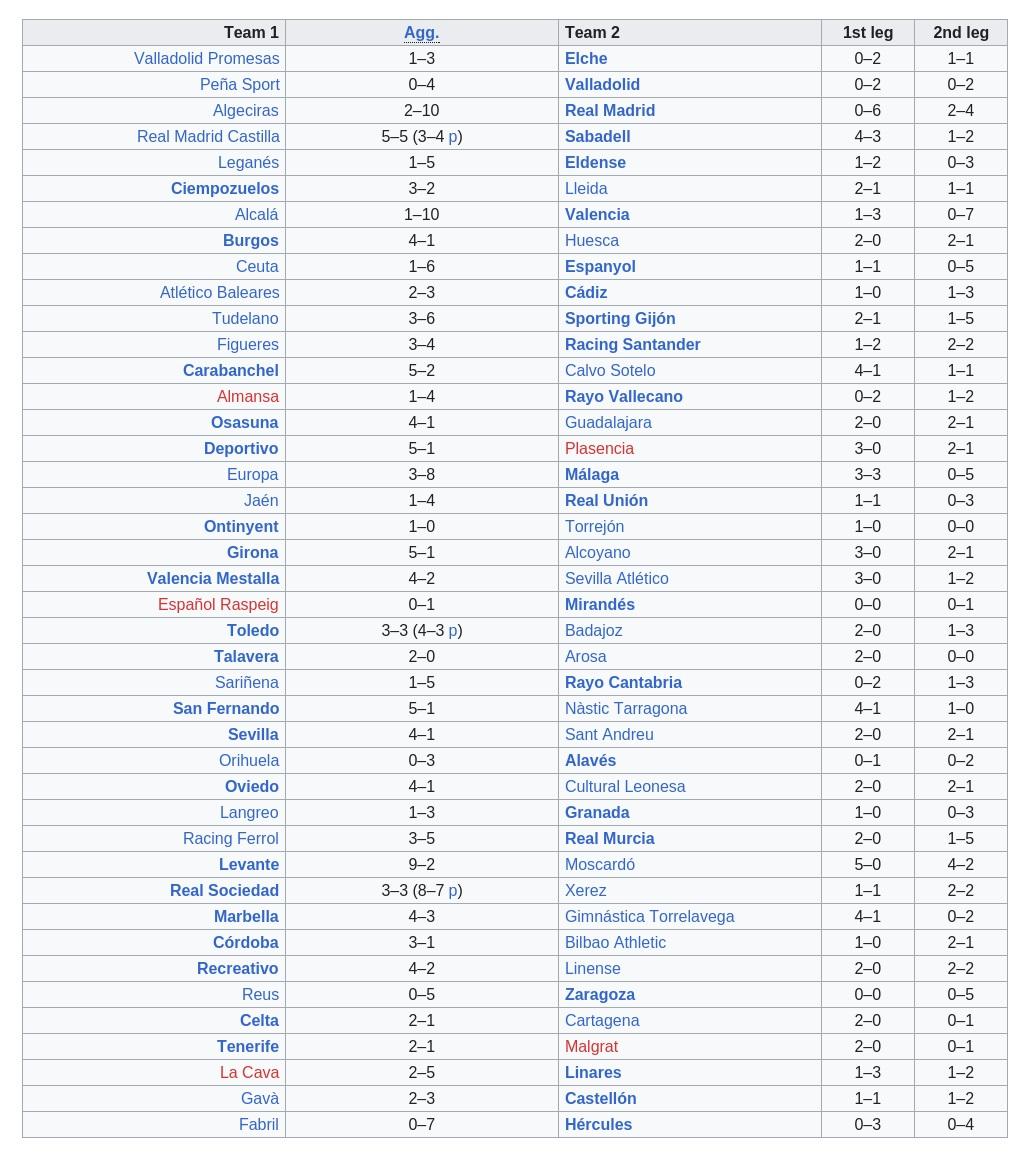 Team 1 Agg. Team 2 1st leg 2nd leg
Valladolid Promesas 1–3 Elche 0–2 1–1
Peña Sport 0–4 Valladolid 0–2 0–2
Algeciras 2–10 Real Madrid 0–6 2–4
Real Madrid Castilla 5–5 (3–4 p) Sabadell 4–3 1–2
Leganés 1–5 Eldense 1–2 0–3
Ciempozuelos 3–2 Lleida 2–1 1–1
Alcalá 1–10 Valencia 1–3 0–7
Burgos 4–1 Huesca 2–0 2–1
Ceuta 1–6 Espanyol 1–1 0–5
Atlético Baleares 2–3 Cádiz 1–0 1–3
Tudelano 3–6 Sporting Gijón 2–1 1–5
Figueres 3–4 Racing Santander 1–2 2–2
Carabanchel 5–2 Calvo Sotelo 4–1 1–1
Almansa 1–4 Rayo Vallecano 0–2 1–2
Osasuna 4–1 Guadalajara 2–0 2–1
Deportivo 5–1 Plasencia 3–0 2–1
Europa 3–8 Málaga 3–3 0–5
Jaén 1–4 Real Unión 1–1 0–3
Ontinyent 1–0 Torrejón 1–0 0–0
Girona 5–1 Alcoyano 3–0 2–1
Valencia Mestalla 4–2 Sevilla Atlético 3–0 1–2
Español Raspeig 0–1 Mirandés 0–0 0–1
Toledo 3–3 (4–3 p) Badajoz 2–0 1–3
Talavera 2–0 Arosa 2–0 0–0
Sariñena 1–5 Rayo Cantabria 0–2 1–3
San Fernando 5–1 Nàstic Tarragona 4–1 1–0
Sevilla 4–1 Sant Andreu 2–0 2–1
Orihuela 0–3 Alavés 0–1 0–2
Oviedo 4–1 Cultural Leonesa 2–0 2–1
Langreo 1–3 Granada 1–0 0–3
Racing Ferrol 3–5 Real Murcia 2–0 1–5
Levante 9–2 Moscardó 5–0 4–2
Real Sociedad 3–3 (8–7 p) Xerez 1–1 2–2
Marbella 4–3 Gimnástica Torrelavega 4–1 0–2
Córdoba 3–1 Bilbao Athletic 1–0 2–1
Recreativo 4–2 Linense 2–0 2–2
Reus 0–5 Zaragoza 0–0 0–5
Celta 2–1 Cartagena 2–0 0–1
Tenerife 2–1 Malgrat 2–0 0–1
La Cava 2–5 Linares 1–3 1–2
Gavà 2–3 Castellón 1–1 1–2
Fabril 0–7 Hércules 0–3 0–4